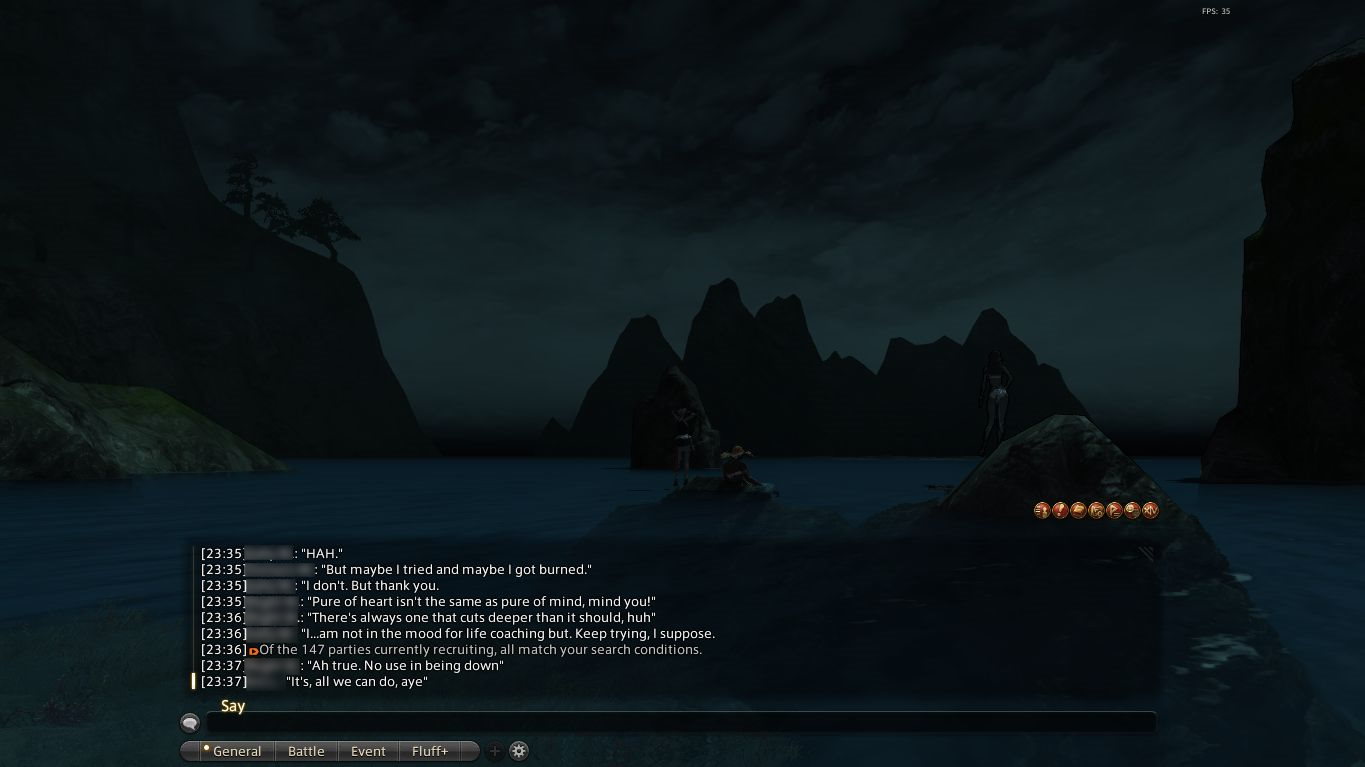 FPS: 35
[23:35] : "HAH."
[23:35] : "But maybe I tried and maybe I got burned."
[23:35] : "I don't. But thank you.
[23:35] : "Pure of heart isn't the same as pure of mind, mind you!"
[23:36] .: "There's always one that cuts deeper than it should, huh"
[23:36] "I...am not in the mood for life coaching but. Keep trying, I suppose.
[23:36] Of the 147 parties currently recruiting, all match your search conditions.
[23:37] : "Ah true. No use in being down"
[23:37] "It's, all we can do, aye"
Say
General Battle Event Fluff+